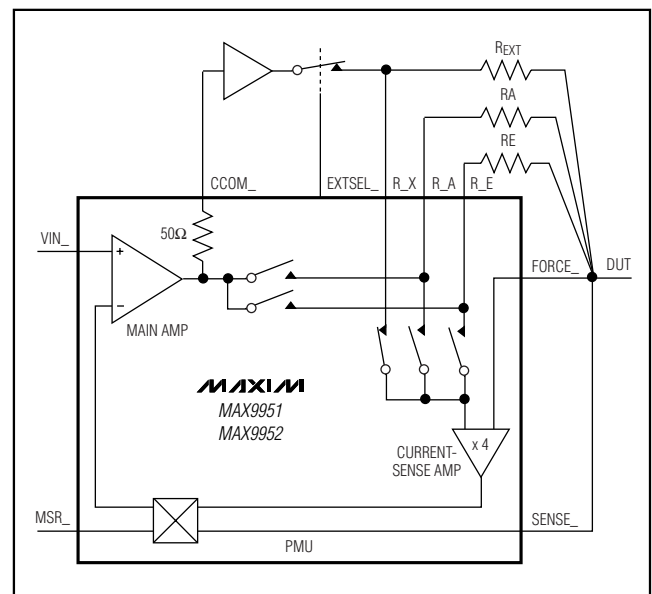 R_EXT
RA
RE
CCOM_ EXTSEL_ R_X R_A R_E
50Ω
VIN_
+
−
FORCE_ DUT
MAIN AMP
MAXIM
MAX9951
MAX9952
x 4
CURRENT-
SENSE AMP
MSR_
SENSE_
PMU